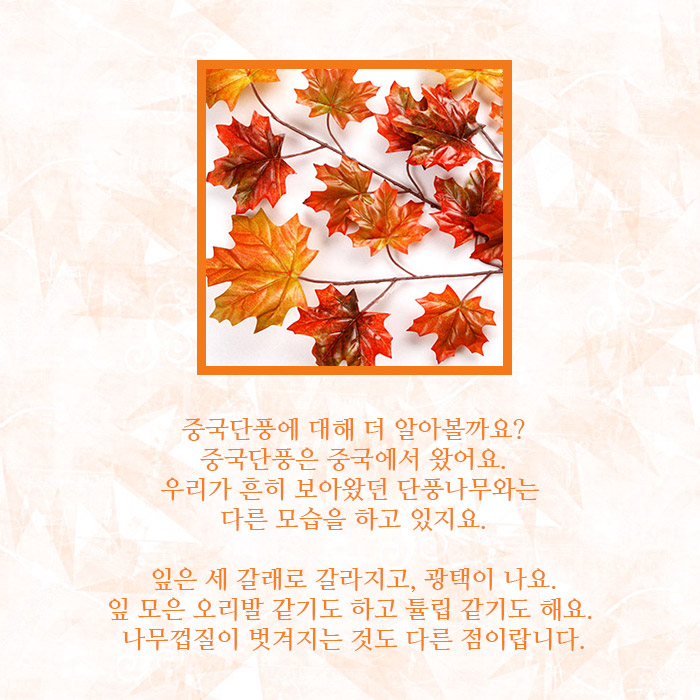 중국단풍에 대해 더 알아볼까요?
중국단풍은 중국에서 왔어요.
우리가 흔히 보아왔던 단풍나무와는
다른 모습을 하고 있지요.
잎은 세 갈래로 갈라지고, 광택이 나요.
잎 모은 오리발 같기도 하고 튤립 같기도 해요.
나무껍질이 벗겨지는 것도 다른 점이랍니다.